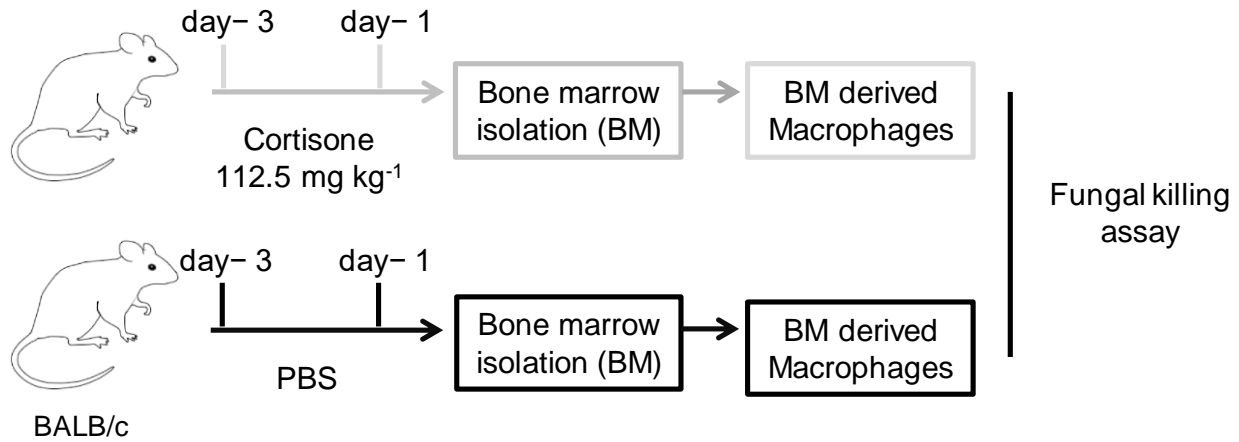 day− 3 day− 1
Cortisone
112.5 mg kg-1
Bone marrow
isolation (BM)
BM derived
Macrophages
day− 3 day− 1
PBS
Bone marrow
isolation (BM)
BM derived
Macrophages
BALB/c
Fungal killing
assay